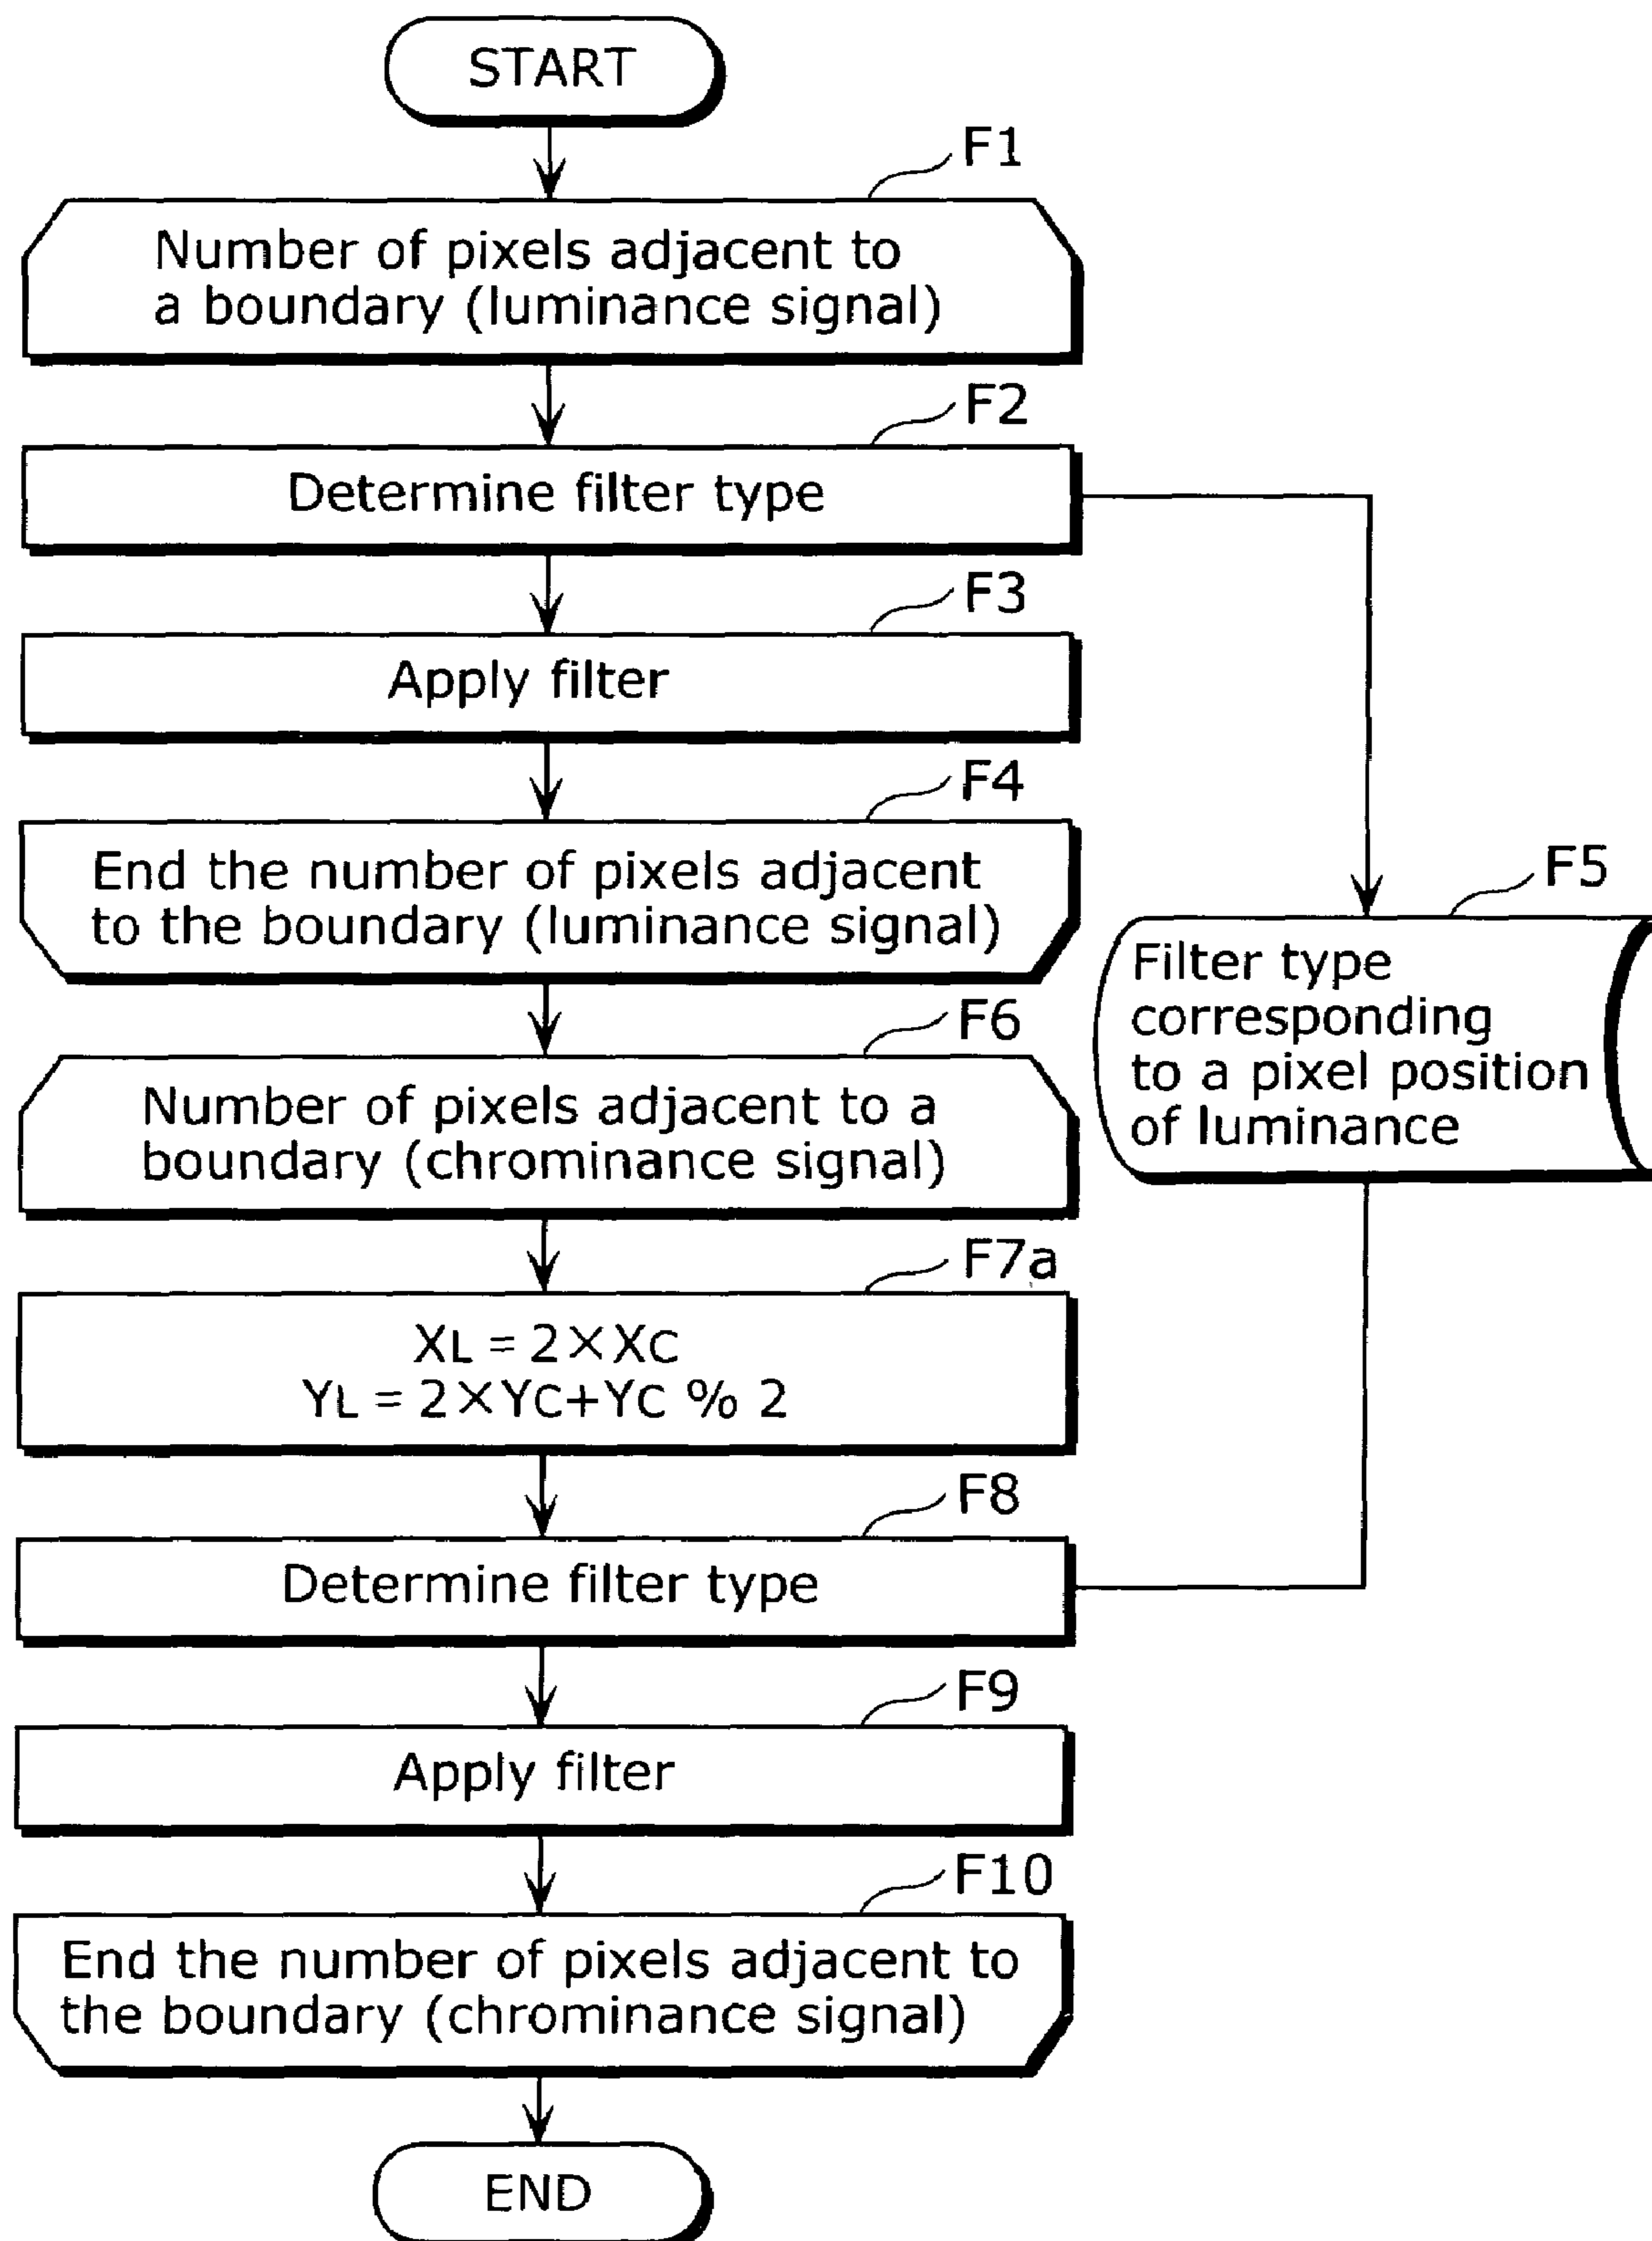 START
F1
Number of pixels adjacent to
a boundary (luminance signal)
F2
Determine filter type
F3
Apply filter
F4
End the number of pixels adjacent
to the boundary (luminance signal)
F5
Filter type
corresponding
to a pixel position
of luminance
F6
Number of pixels adjacent to a
boundary (chrominance signal)
F7a
XL = 2×XC
YL = 2×YC+YC % 2
F8
Determine filter type
F9
Apply filter
F10
End the number of pixels adjacent to
the boundary (chrominance signal)
END